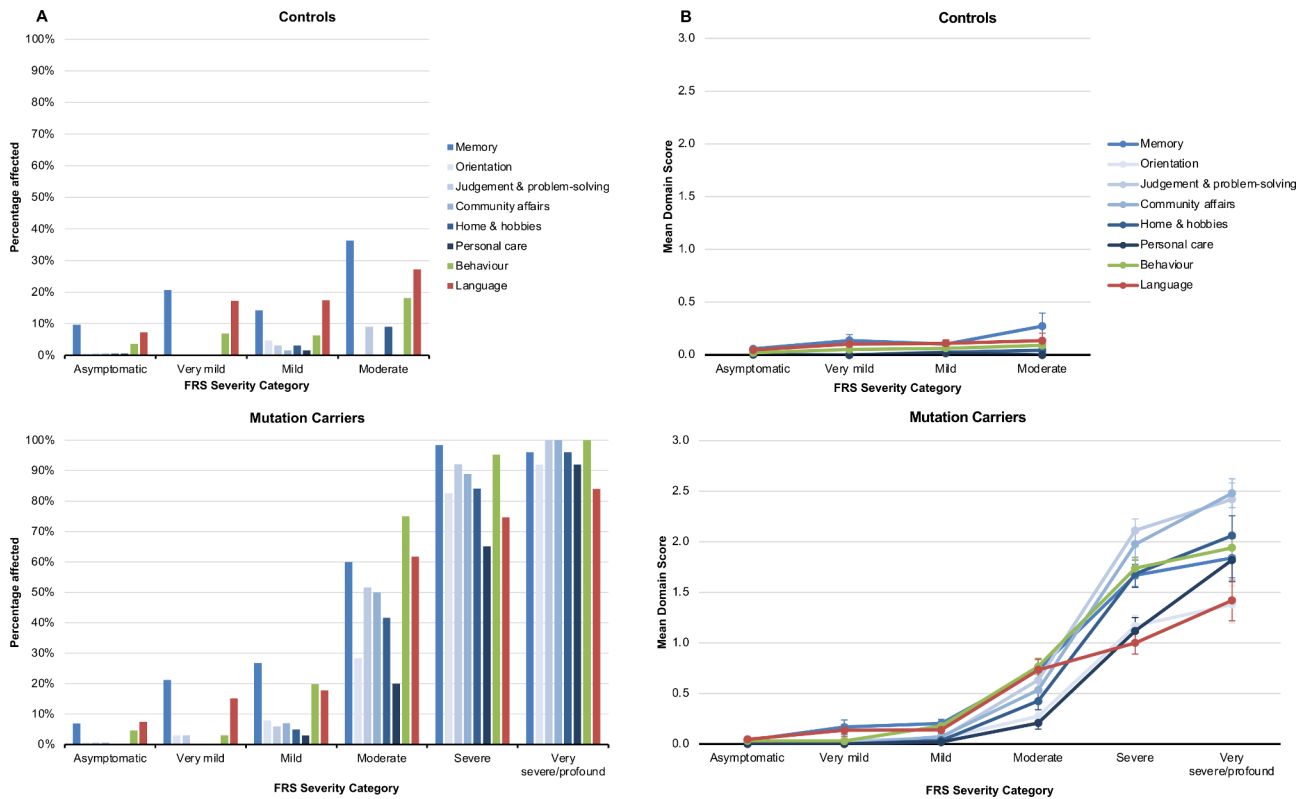 A
Controls
100%
90%
80%
70%
60%
50%
40%
30%
20%
10%
0%
Percentage affected
Asymptomatic
Very mild
Mild
Moderate
FRS Severity Category
Memory
Orientation
Judgement & problem-solving
Community affairs
Home & hobbies
Personal care
Behaviour
Language
B
Controls
3.0
2.5
2.0
1.5
1.0
0.5
0.0
Mean Domain Score
Asymptomatic
Very mild
Mild
Moderate
FRS Severity Category
Memory
Orientation
Judgement & problem-solving
Community affairs
Home & hobbies
Personal care
Behaviour
Language
Mutation Carriers
100%
90%
80%
70%
60%
50%
40%
30%
20%
10%
0%
Percentage affected
Asymptomatic
Very mild
Mild
Moderate
Severe
Very
severe/profound
FRS Severity Category
Mutation Carriers
3.0
2.5
2.0
1.5
1.0
0.5
0.0
Mean Domain Score
Asymptomatic
Very mild
Mild
Moderate
Severe
Very
severe/profound
FRS Severity Category